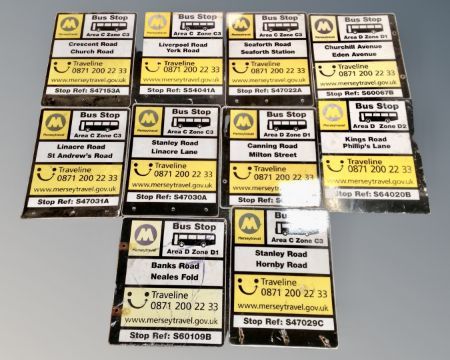 Merseytravel
Bus Stop
Area C Zone C3
Crescent Road
Church Road
Traveline
0871 200 22 33
www.merseytravel.gov.uk
Stop Ref: S47153A
Merseytravel
Bus Stop
Area C Zone C3
Liverpool Road
York Road
Traveline
0871 200 22 33
www.merseytravel.gov.uk
Stop Ref: S54041A
Merseytravel
Bus Stop
Area C Zone C3
Seaforth Road
Seaforth Station
Traveline
0871 200 22 33
www.merseytravel.gov.uk
Stop Ref: S47022A
Merseytravel
Bus Stop
Area D Zone D1
Churchill Avenue
Eden Avenue
Traveline
0871 200 22 33
www.merseytravel.gov.uk
Stop Ref: S60067B
Merseytravel
Bus Stop
Area C Zone C3
Linacre Road
St Andrew's Road
Traveline
0871 200 22 33
www.merseytravel.gov.uk
Stop Ref: S47031A
Merseytravel
Bus Stop
Area C Zone C3
Stanley Road
Linacre Lane
Traveline
0871 200 22 33
www.merseytravel.gov.uk
Stop Ref: S47030A
Merseytravel
Bus Stop
Area D Zone D1
Canning Road
Milton Street
Traveline
0871 200 22 33
www.merseytravel.gov.uk
Merseytravel
Bus Stop
Area D Zone D2
Kings Road
Phillip's Lane
Traveline
0871 200 22 33
www.merseytravel.gov.uk
Stop Ref: S64020B
Merseytravel
Bus Stop
Area D Zone D1
Banks Road
Neales Fold
Traveline
0871 200 22 33
www.merseytravel.gov.uk
Stop Ref: S60109B
Merseytravel
Bus Stop
Area C Zone C3
Stanley Road
Hornby Road
Traveline
0871 200 22 33
www.merseytravel.gov.uk
Stop Ref: S47029C